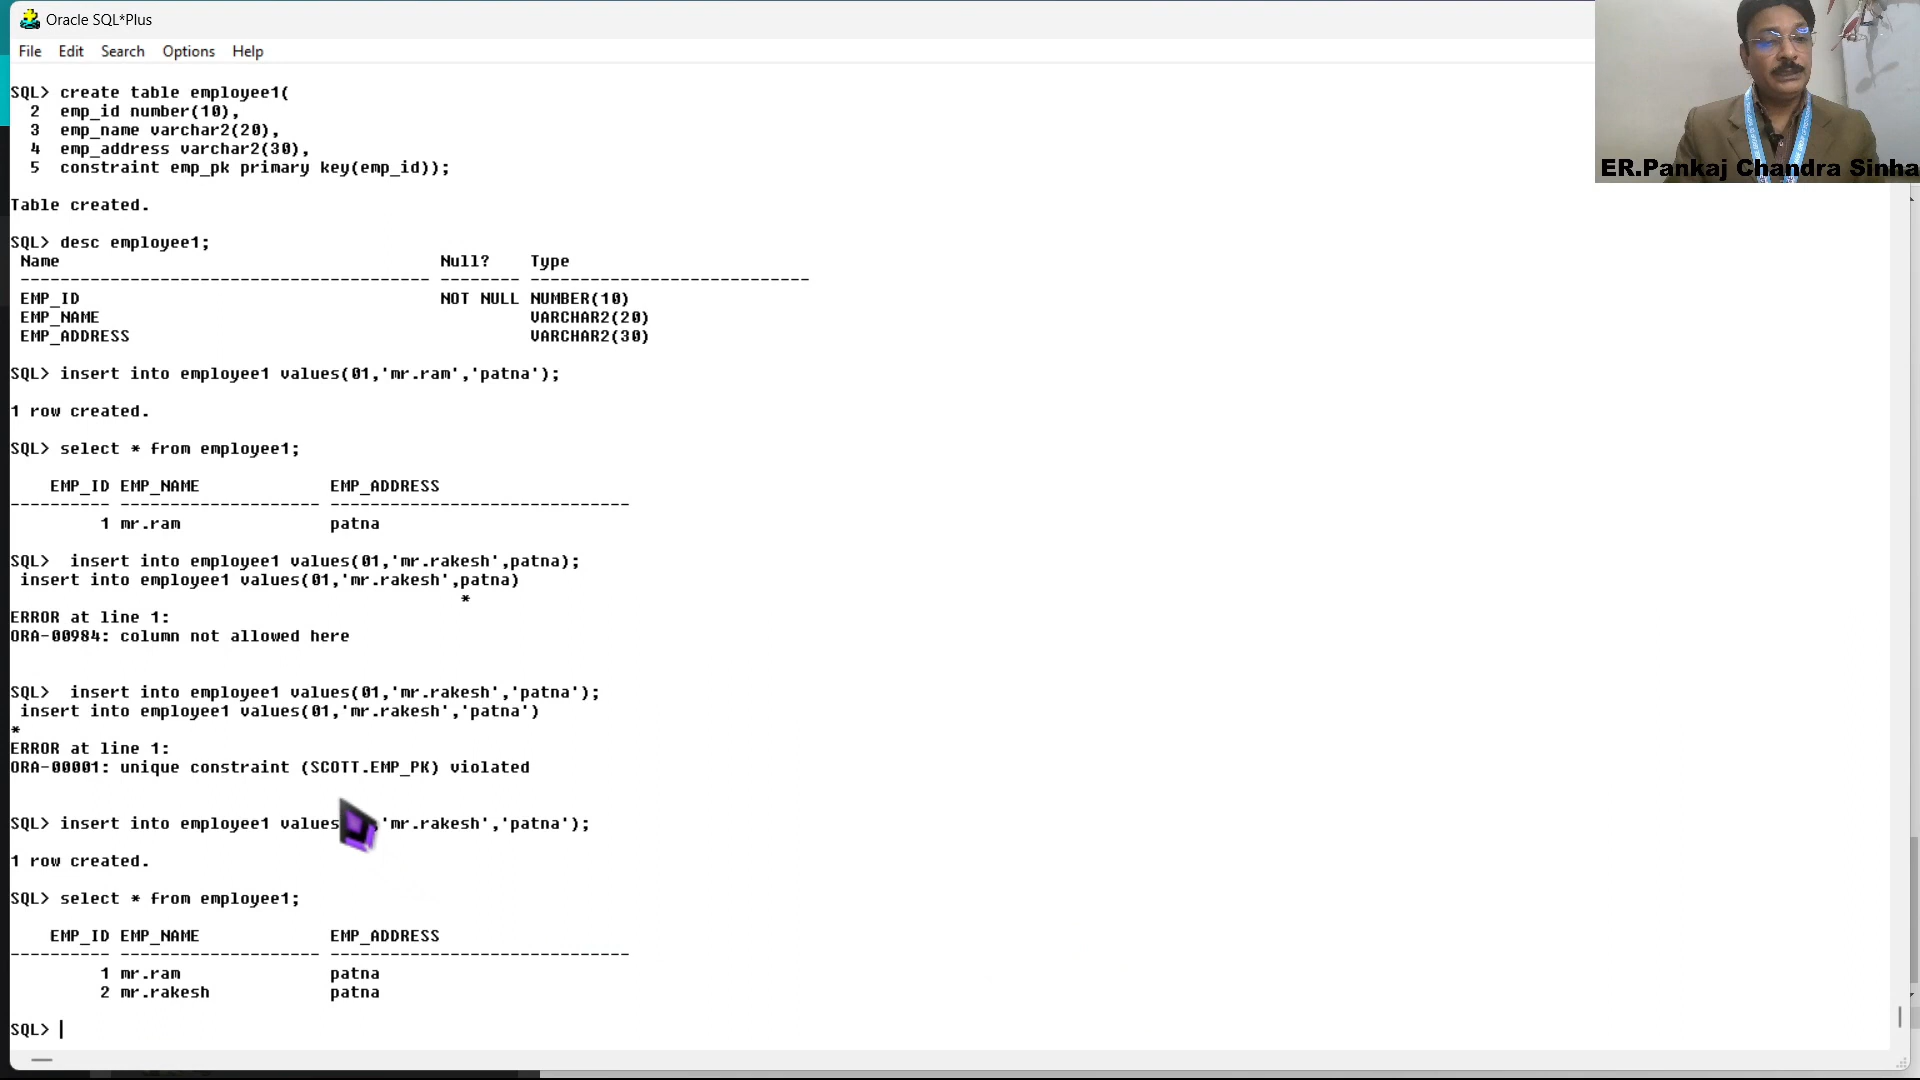 Oracle SQL*Plus
File Edit Search Options Help
ER.Pankaj Chandra Sinha
SQL> create table employee1(
2 emp_id number(10),
3 emp_name varchar2(20),
4 emp_address varchar2(30),
5 constraint emp_pk primary key(emp_id));
Table created.
SQL> desc employee1;
Name Null? Type
----------------------------------------- -------- ----------------------------
EMP_ID NOT NULL NUMBER(10)
EMP_NAME VARCHAR2(20)
EMP_ADDRESS VARCHAR2(30)
SQL> insert into employee1 values(01,'mr.ram','patna');
1 row created.
SQL> select * from employee1;
EMP_ID EMP_NAME EMP_ADDRESS
---------- -------------------- ------------------------------
1 mr.ram patna
SQL>  insert into employee1 values(01,'mr.rakesh',patna);
insert into employee1 values(01,'mr.rakesh',patna)
*
ERROR at line 1:
ORA-00984: column not allowed here
SQL>  insert into employee1 values(01,'mr.rakesh','patna');
insert into employee1 values(01,'mr.rakesh','patna')
*
ERROR at line 1:
ORA-00001: unique constraint (SCOTT.EMP_PK) violated
SQL> insert into employee1 values 'mr.rakesh','patna');
1 row created.
SQL> select * from employee1;
EMP_ID EMP_NAME EMP_ADDRESS
---------- -------------------- ------------------------------
1 mr.ram patna
2 mr.rakesh patna
SQL>